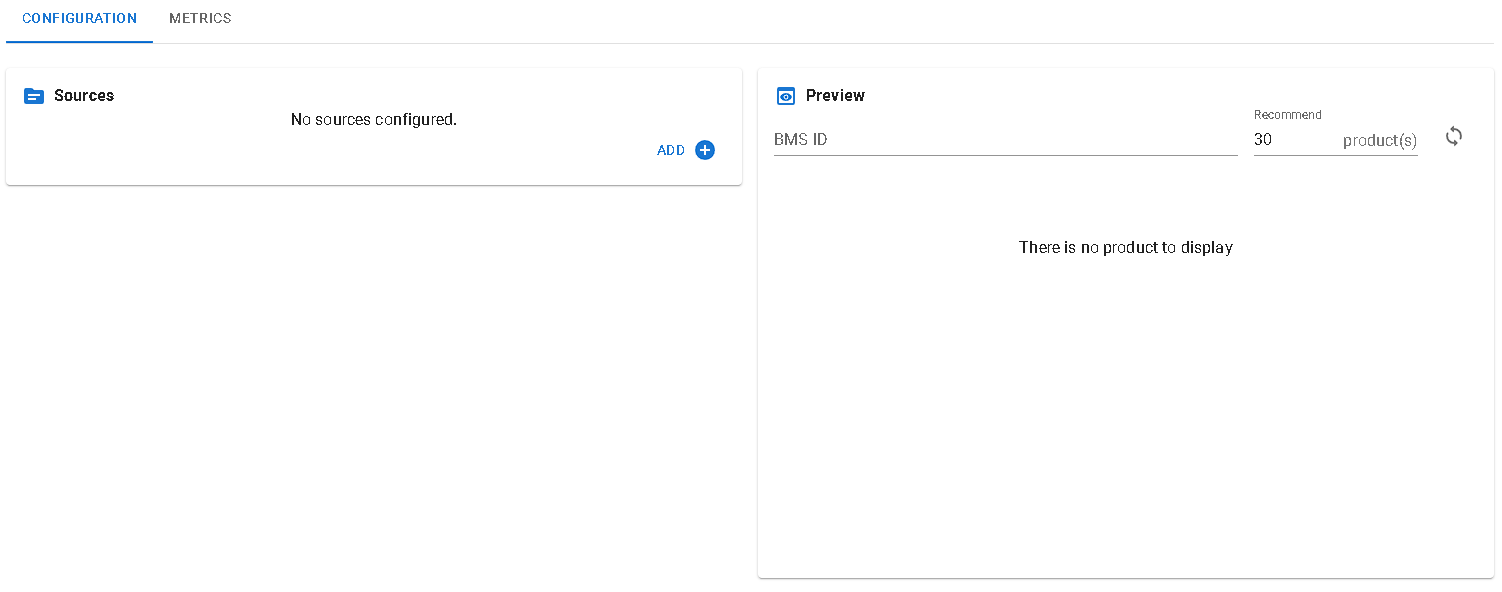 CONFIGURATION METRICS
Sources
No sources configured.
ADD
Preview
Recommend
BMS ID 30 product(s)
There is no product to display